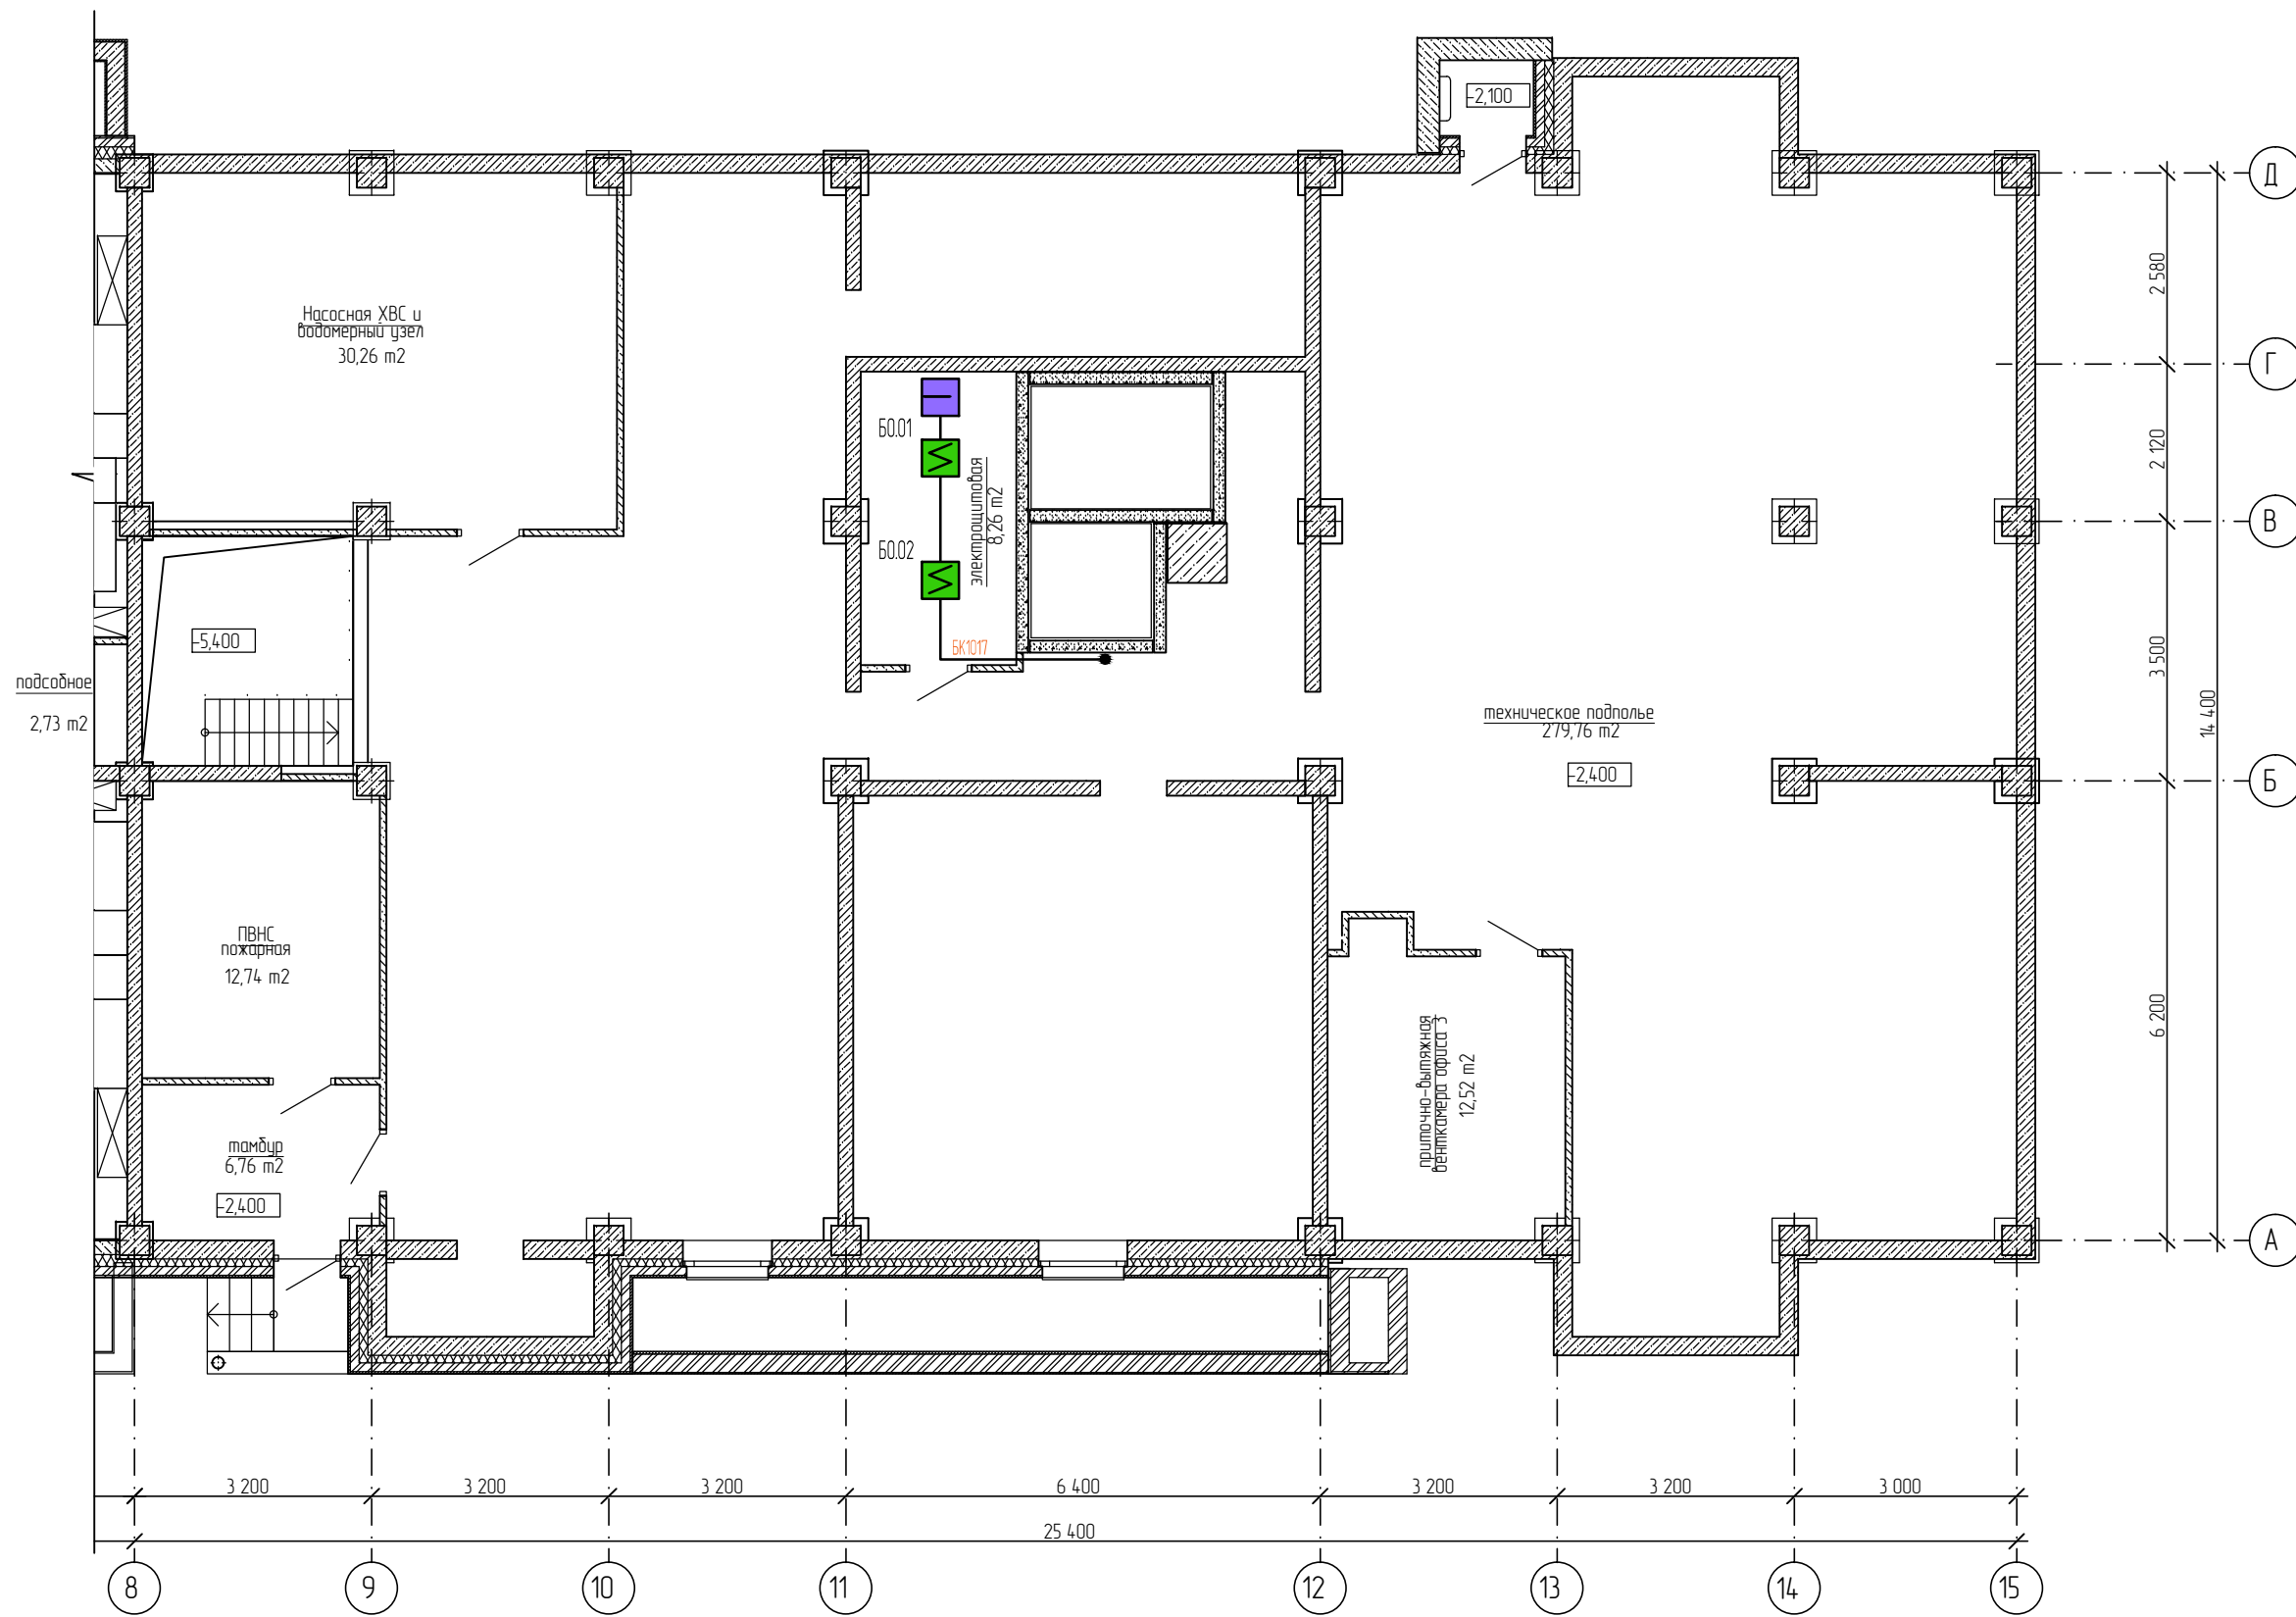 -2,100
Д
2 580
Насосная ХВС и
водомерный узел
30,26 m2
Г
Б0.01
2 120
электрощитовая
8,26 m2
В
Б0.02
-5,400
БК1017
3 500
14 400
подсобное
2,73 m2
техническое подполье
279,76 m2
-2,400
Б
ПВНС
пожарная
12,74 m2
6 200
приточно-вытяжная
венткамера офиса 3
12,52 m2
тамбур
6,76 m2
-2,400
А
3 200
3 200
3 200
6 400
3 200
3 200
3 000
25 400
8
9
10
11
12
13
14
15